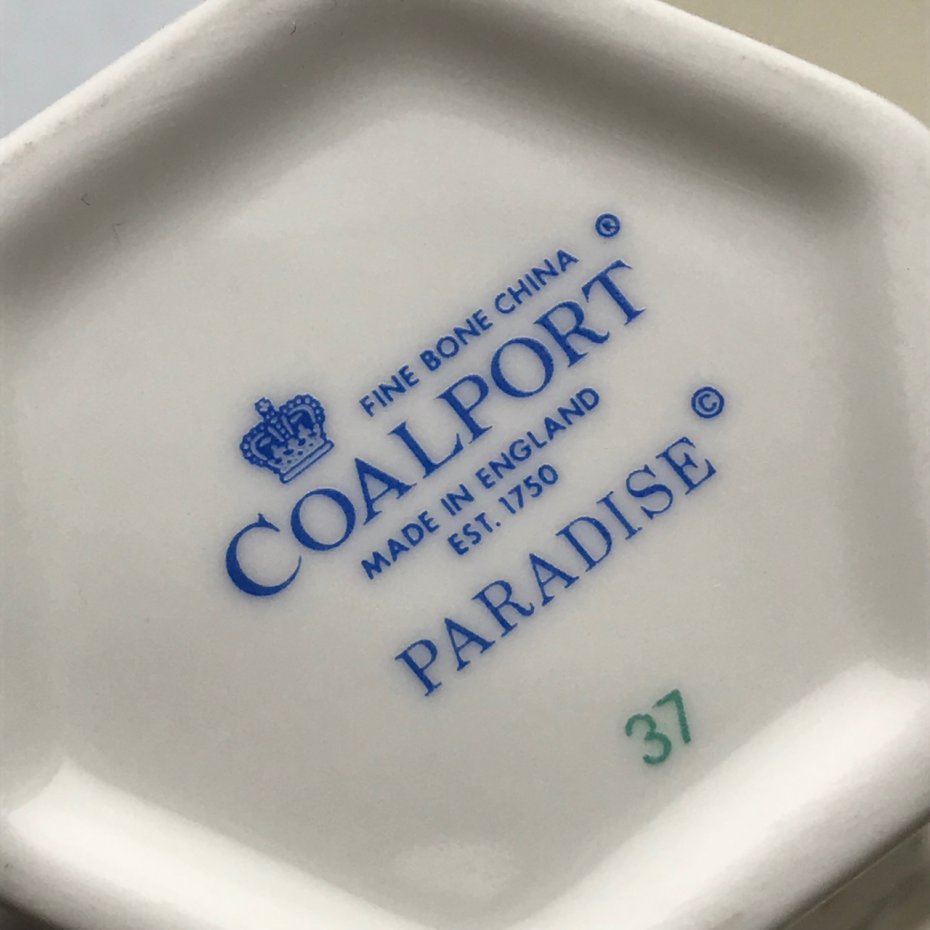 FINE BONE CHINA ®
COALPORT
MADE IN ENGLAND
EST. 1750
PARADISE ©
37